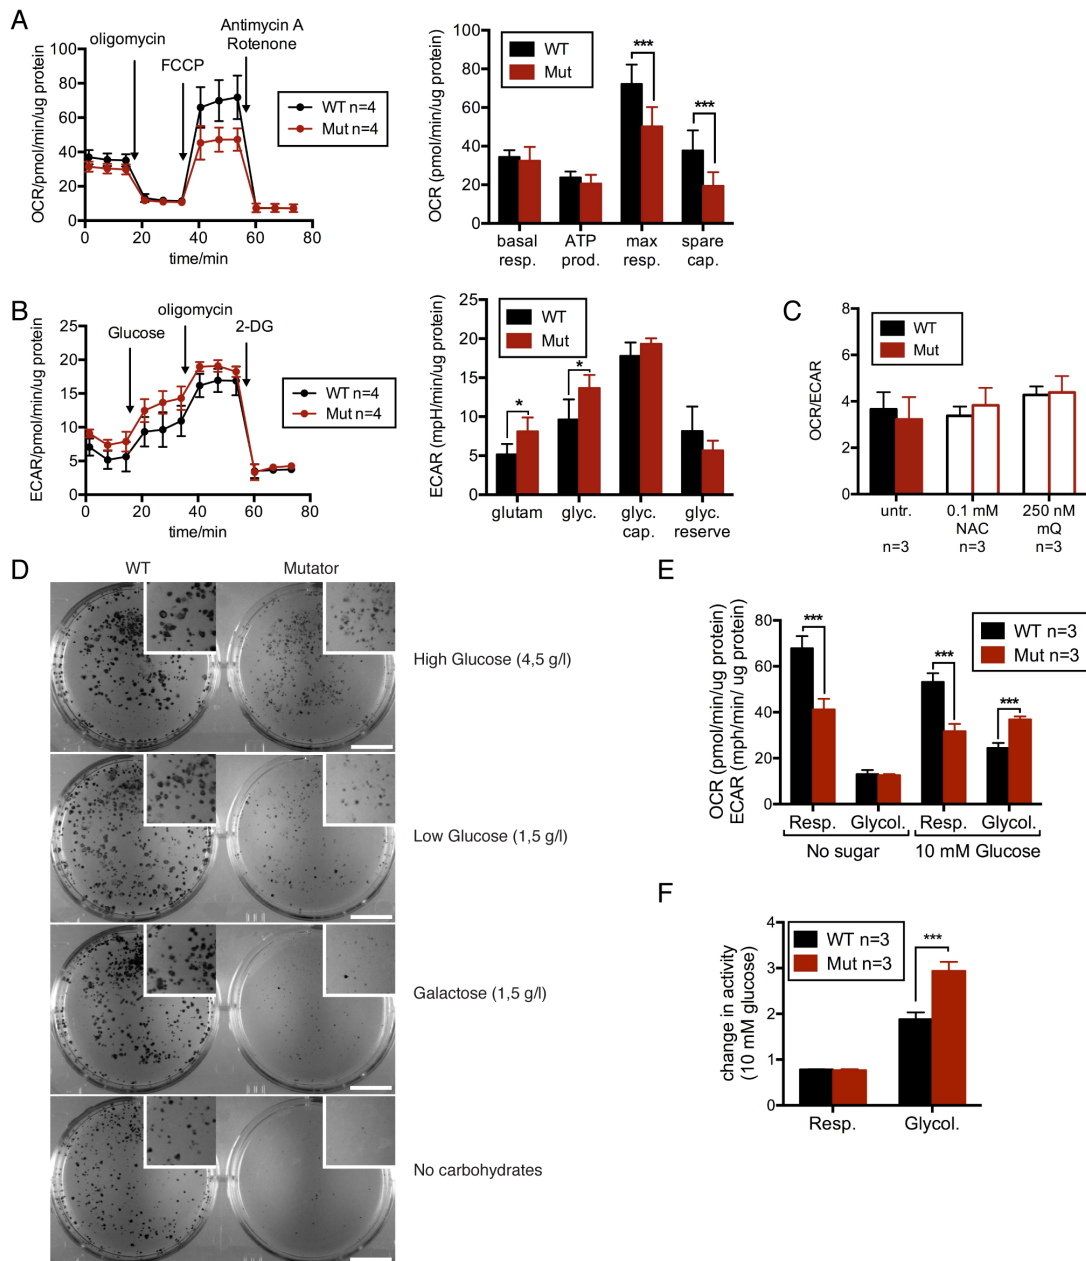 A
oligomycin
FCCP
Antimycin A
Rotenone
OCR/pmol/min/ug protein)
100
80
60
40
20
0
0 20 40 60 80
time/min
WT n=4
Mut n=4
OCR (pmol/min/ug protein)
100
80
60
40
20
0
WT
Mut
***
***
basal resp.
ATP prod.
max resp.
spare cap.
B
Glucose
oligomycin
2-DG
ECAR/pmol/min/ug protein)
25
20
15
10
5
0
0 20 40 60 80
time/min
WT n=4
Mut n=4
ECAR (mpH/min/ug protein)
25
20
15
10
5
0
WT
Mut
*
*
glutam
glyc.
glyc. cap.
glyc. reserve
C
OCR/ECAR
8
6
4
2
0
WT
Mut
untr.
n=3
0.1 mM
NAC
n=3
250 nM
mQ
n=3
D
WT
Mutator
High Glucose (4,5 g/l)
Low Glucose (1,5 g/l)
Galactose (1,5 g/l)
No carbohydrates
E
OCR (pmol/min/ug protein)
ECAR (mph/min/ ug protein)
80
60
40
20
0
WT n=3
Mut n=3
***
***
***
Resp. Glycol. Resp. Glycol.
No sugar 10 mM Glucose
F
change in activity
(10 mM glucose)
4
3
2
1
0
WT n=3
Mut n=3
***
Resp. Glycol.